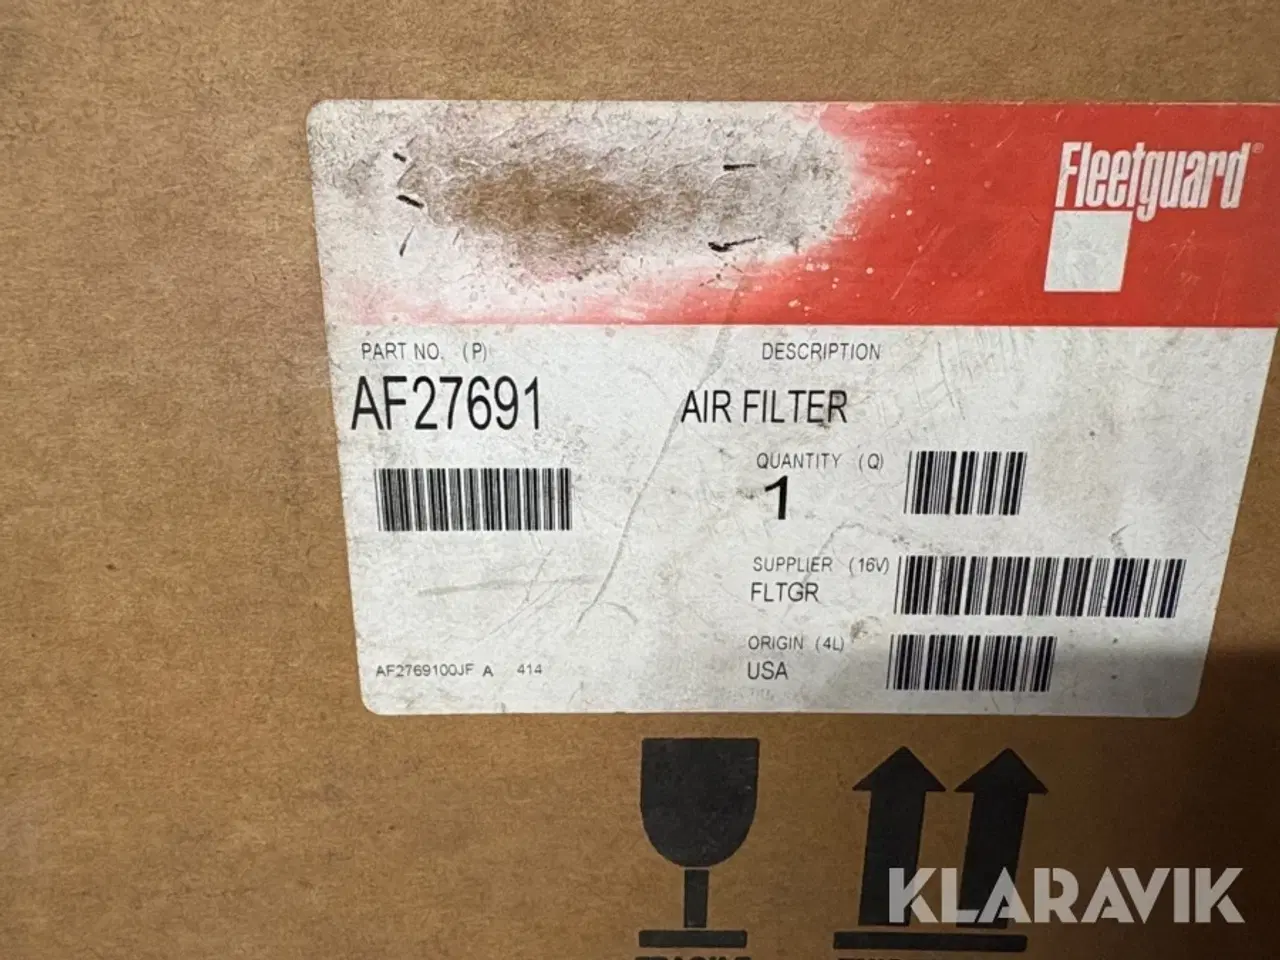 Fleetguard®
PART NO. (P)
DESCRIPTION
AF27691
AIR FILTER
QUANTITY (Q)
1
SUPPLIER (16V)
FLTGR
ORIGIN (4L)
USA
AF2769100JF A 414
KLARAVIK